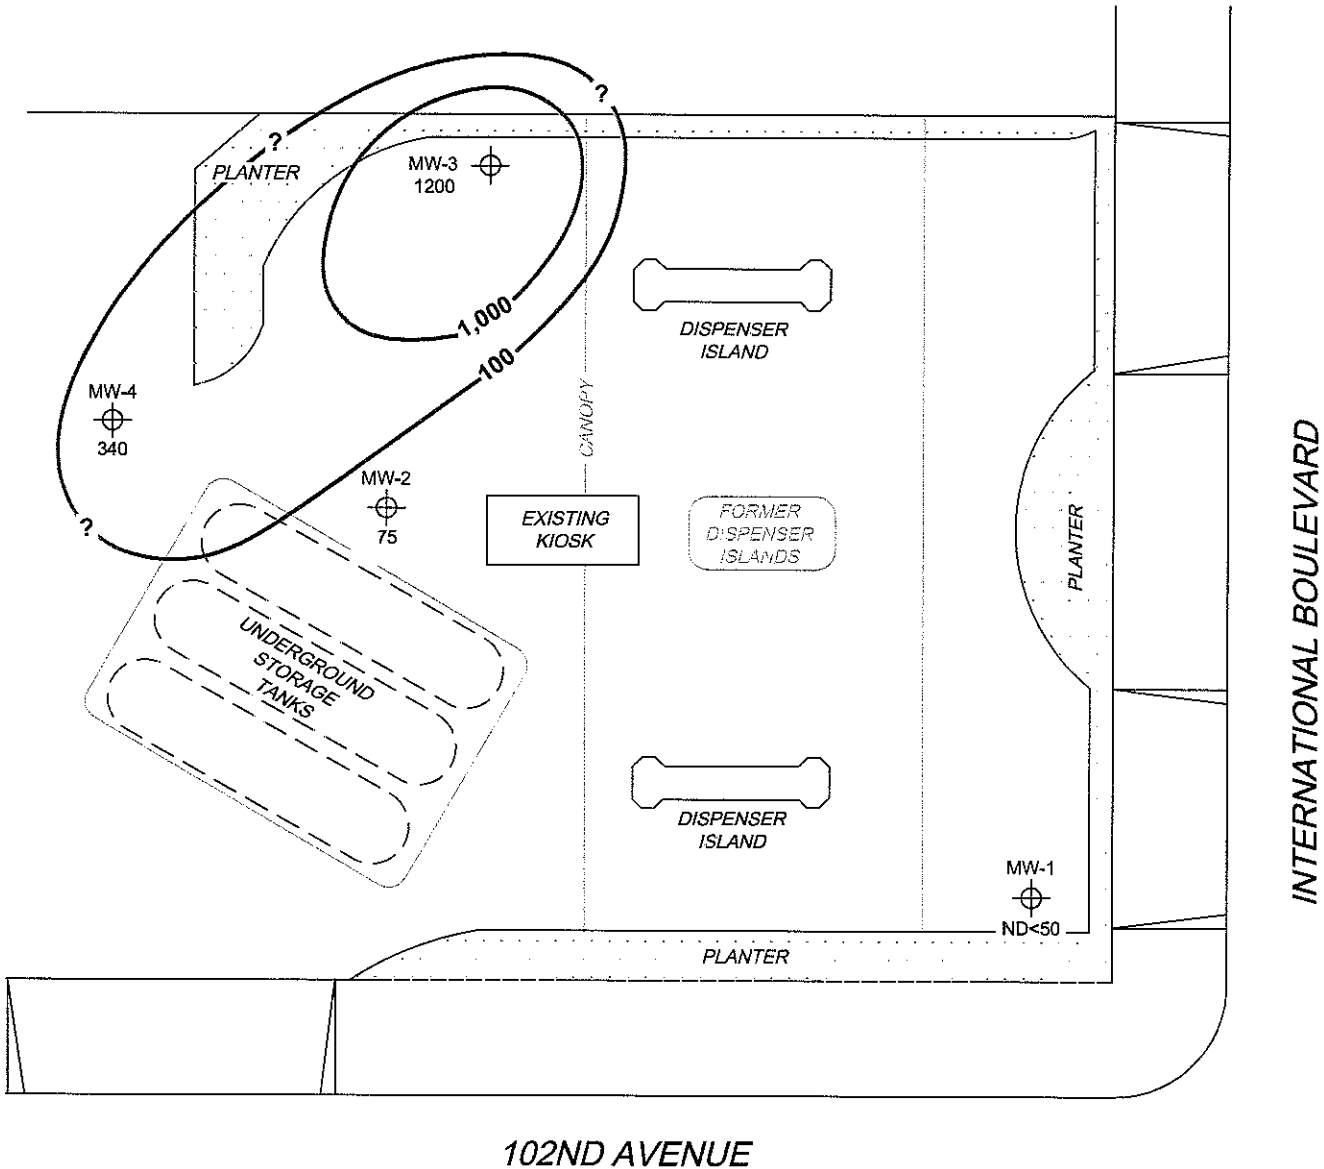 ?
?
PLANTER
MW-3
1200
1,000
100
DISPENSER
ISLAND
MW-4
340
CANOPY
?
MW-2
75
EXISTING
KIOSK
FORMER
DISPENSER
ISLANDS
PLANTER
UNDERGROUND
STORAGE
TANKS
DISPENSER
ISLAND
MW-1
ND<50
PLANTER
INTERNATIONAL BOULEVARD
102ND AVENUE